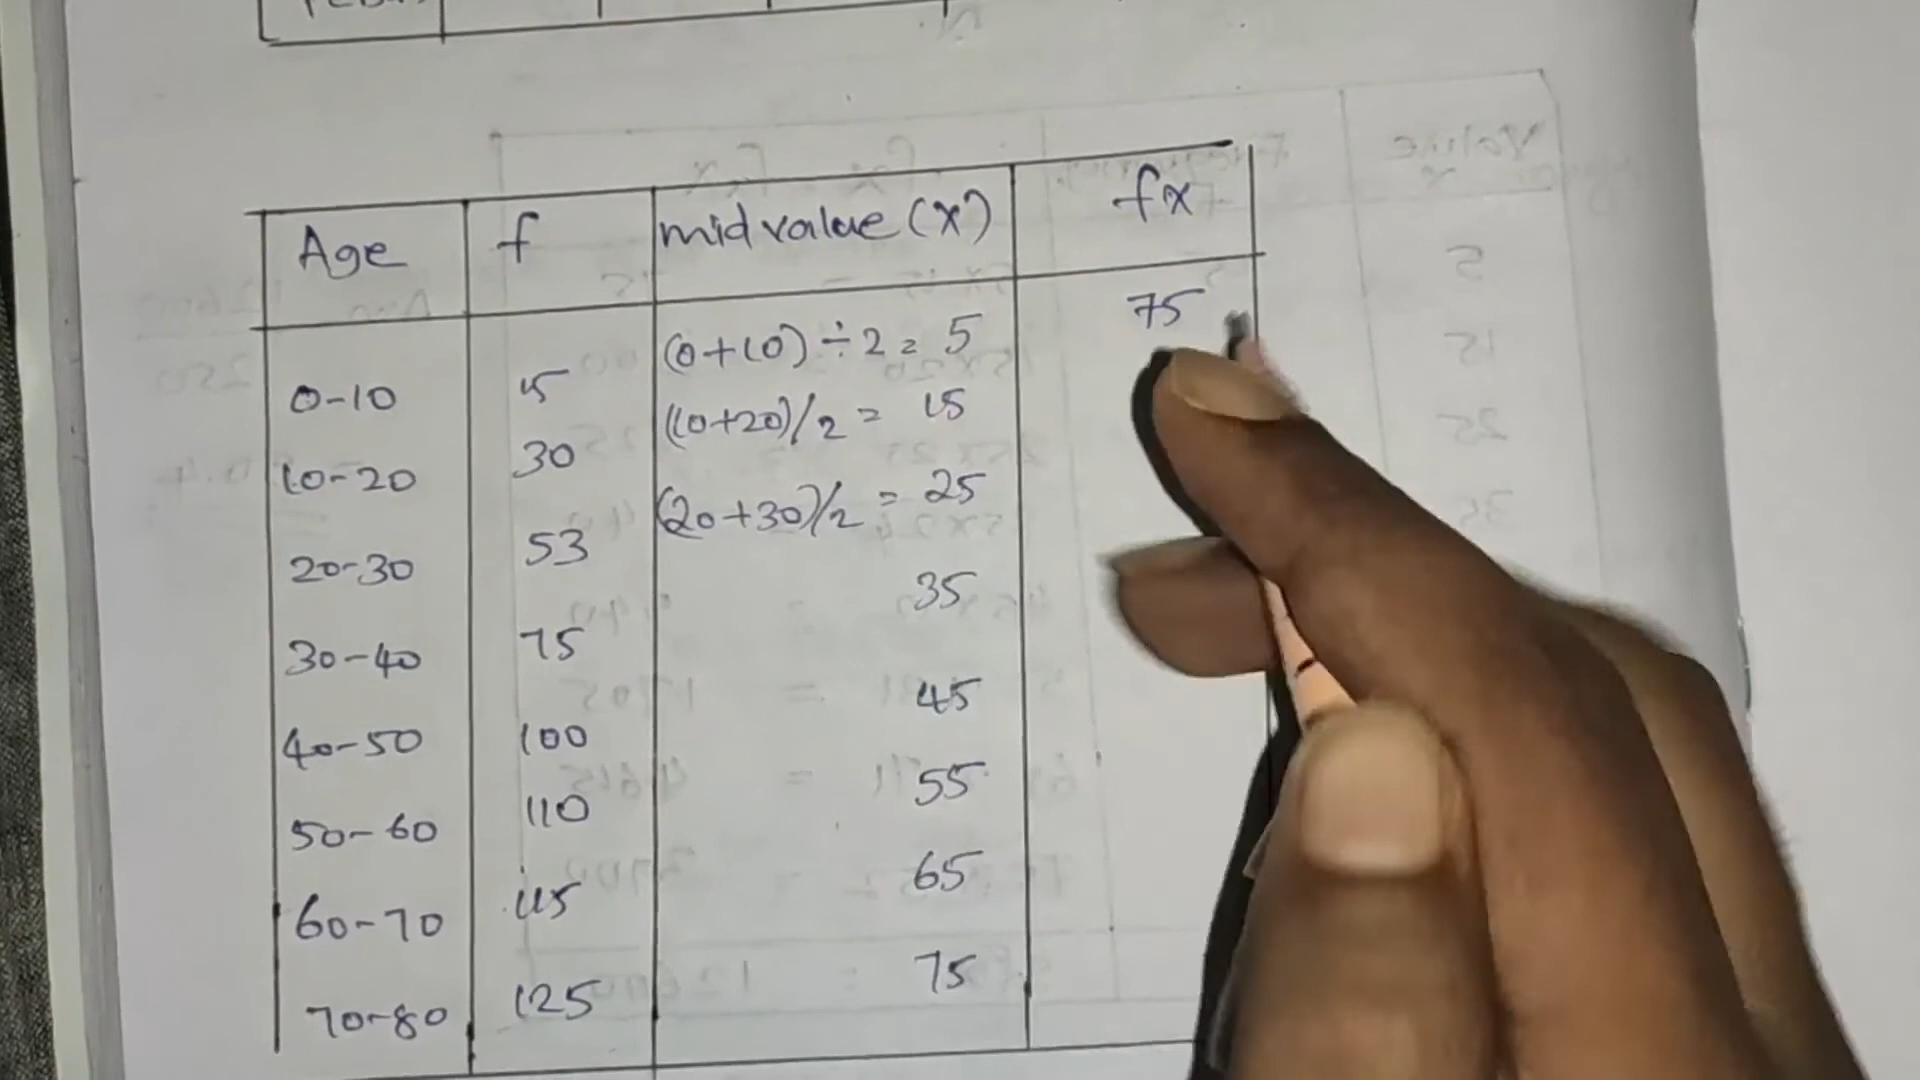 Age f mid value (x) fx
0-10 15 (0+10) ÷ 2 = 5 75
10-20 30 (10+20)/2 = 15
20-30 53 (20+30)/2 = 25
30-40 75 35
40-50 100 45
50-60 110 55
60-70 115 65
70-80 125 75